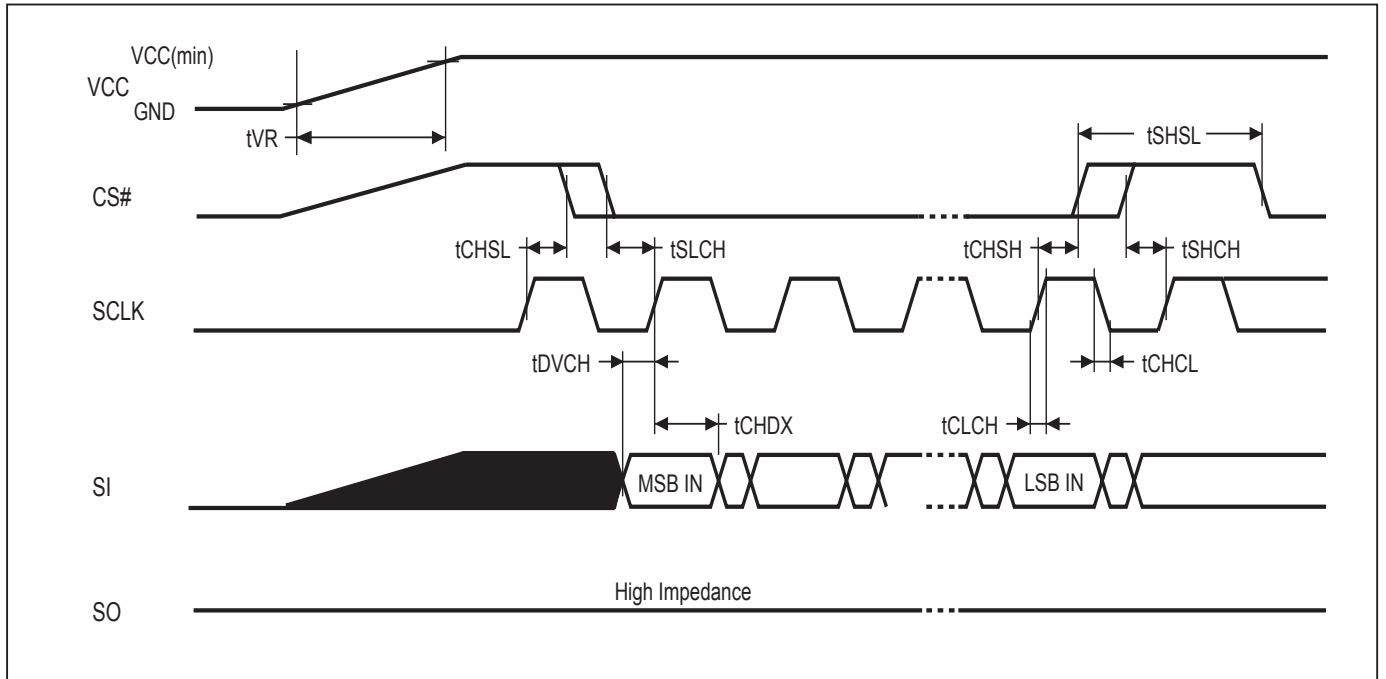 VCC(min)
VCC
GND
tVR
tSHSL
CS#
tCHSL
tSLCH
tCHSH
tSHCH
SCLK
tDVCH
tCHCL
tCHDX
tCLCH
SI
MSB IN
LSB IN
High Impedance
SO